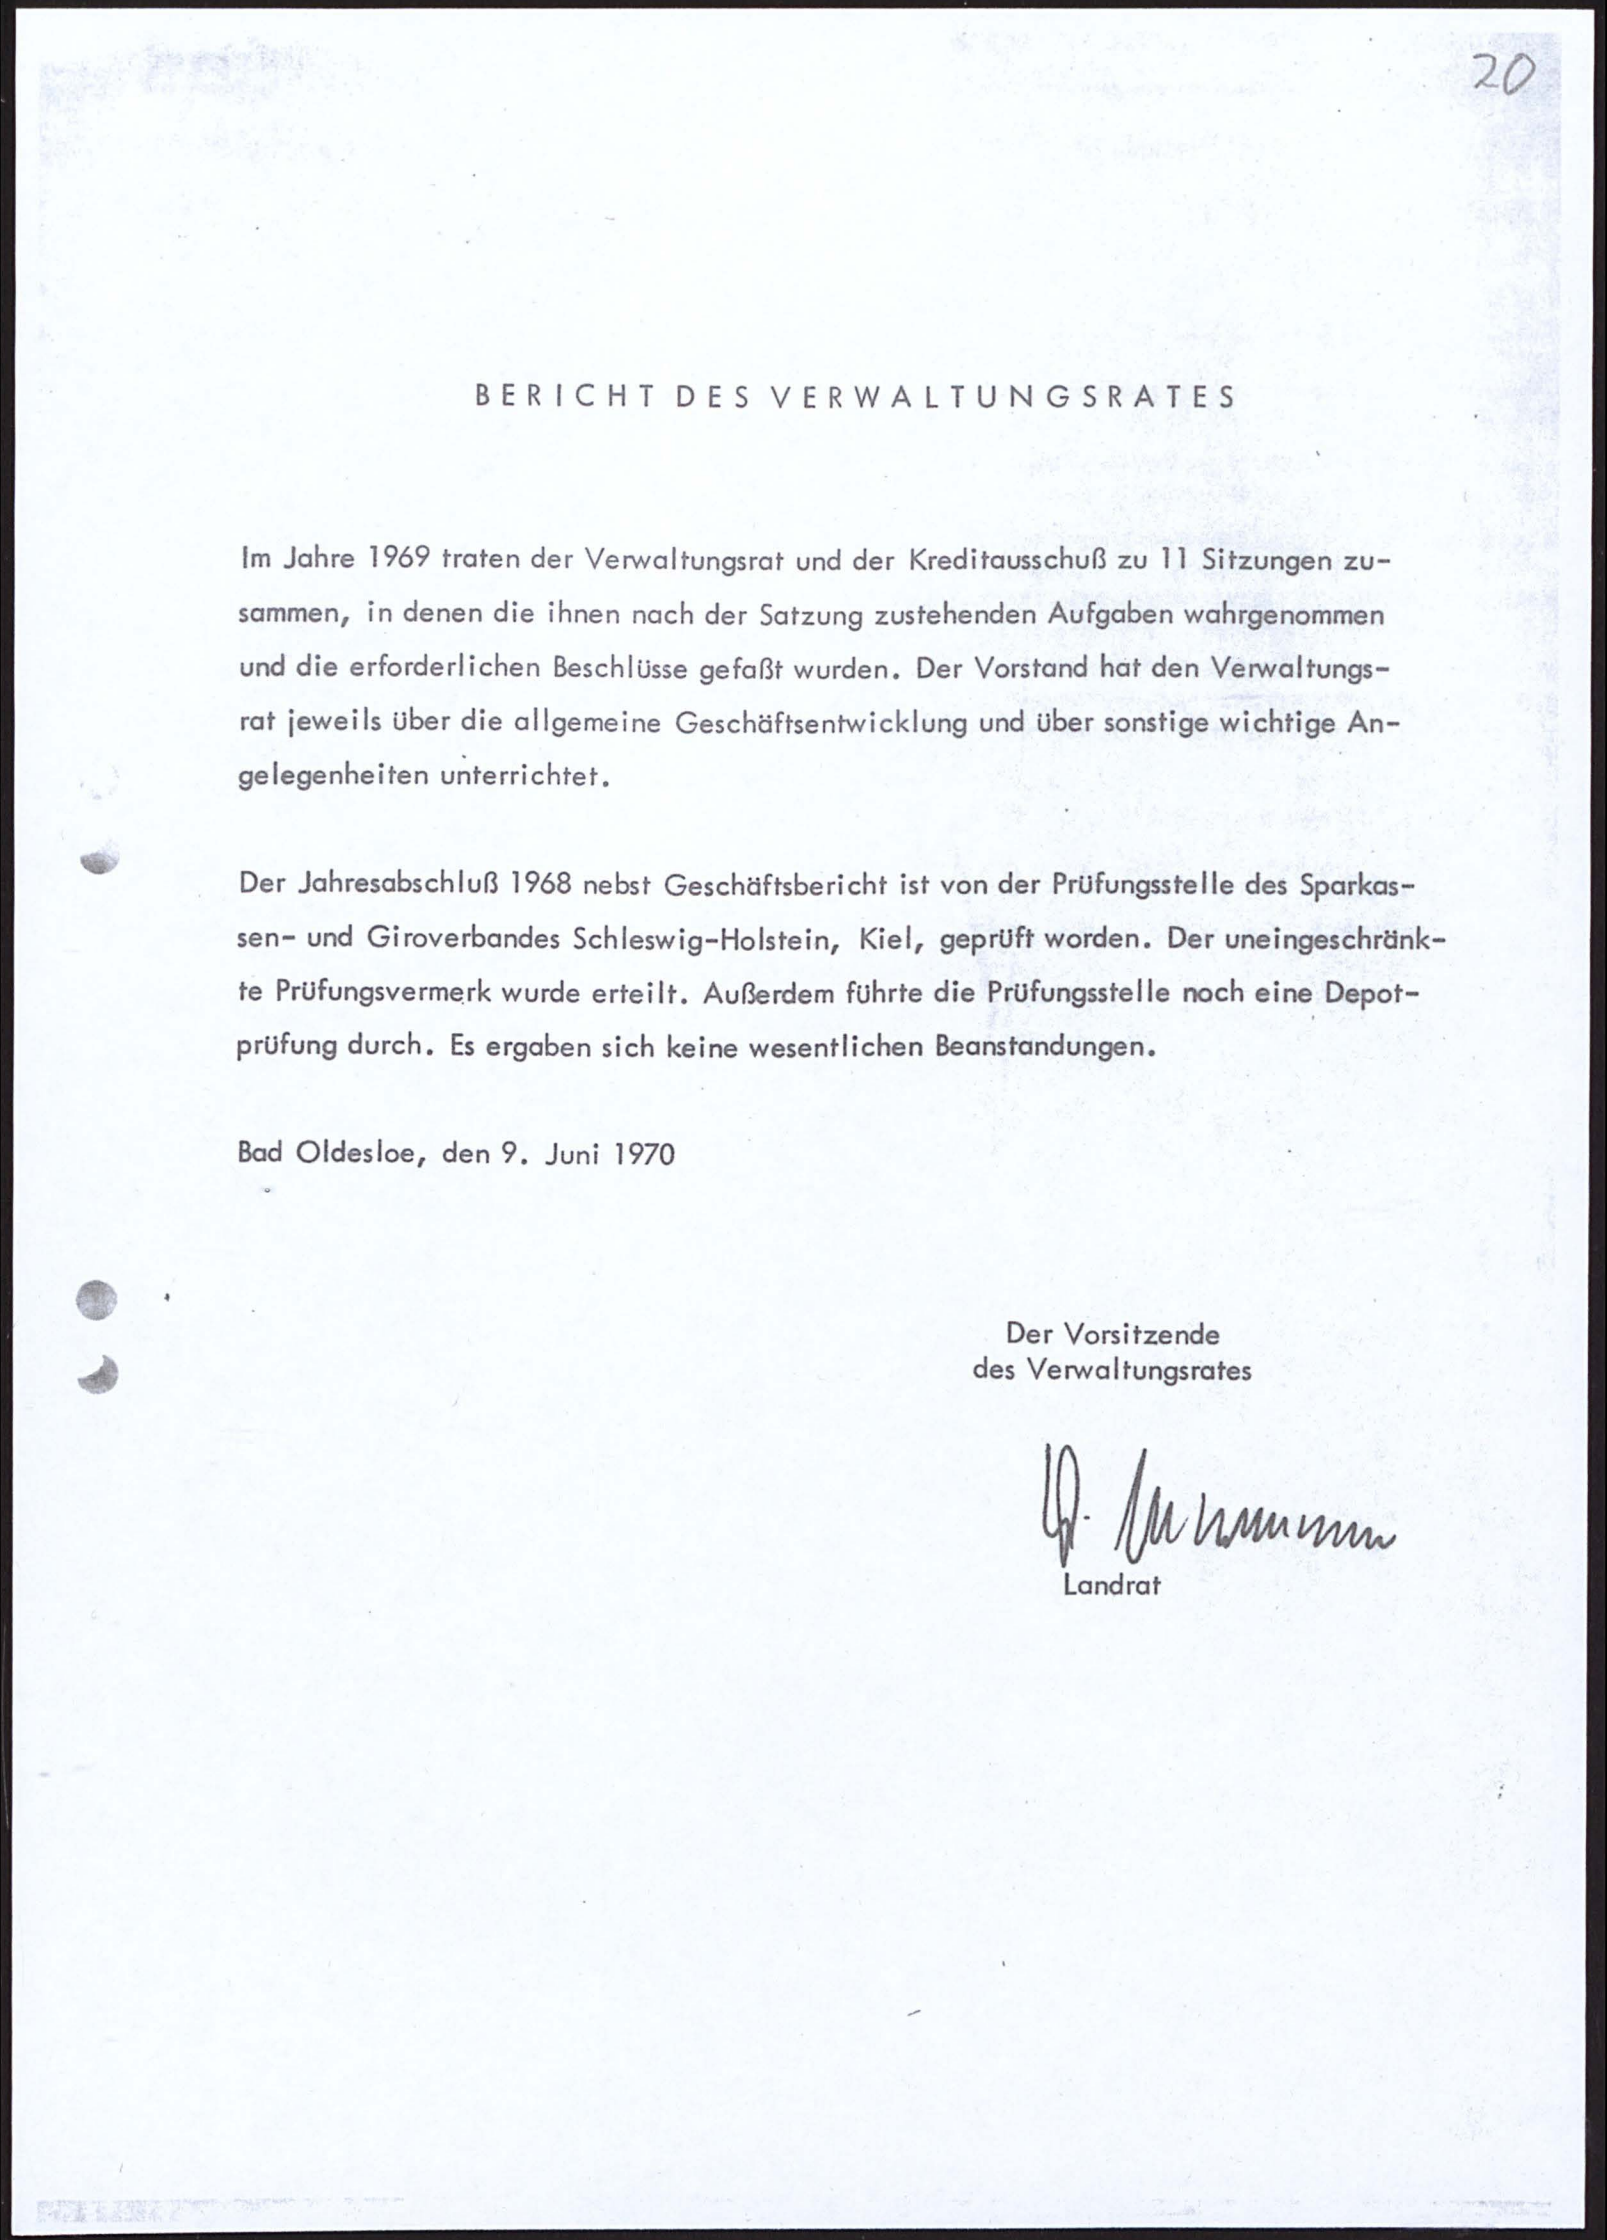 20
BERICHT DES VERWALTUNGSRATES
Im Jahre 1969 traten der Verwaltungsrat und der Kreditausschuß zu 11 Sitzungen zu-
sammen, in denen die ihnen nach der Satzung zustehenden Aufgaben wahrgenommen
und die erforderlichen Beschlüsse gefaßt wurden. Der Vorstand hat den Verwaltungs-
rat jeweils über die allgemeine Geschäftsentwicklung und über sonstige wichtige An-
gelegenheiten unterrichtet.
Der Jahresabschluß 1968 nebst Geschäftsbericht ist von der Prüfungsstelle des Sparkas-
sen- und Giroverbandes Schleswig-Holstein, Kiel, geprüft worden. Der uneingeschränk-
te Prüfungsvermerk wurde erteilt. Außerdem führte die Prüfungsstelle noch eine Depot-
prüfung durch. Es ergaben sich keine wesentlichen Beanstandungen.
Bad Oldesloe, den 9. Juni 1970
Der Vorsitzende
des Verwaltungsrates
Landrat